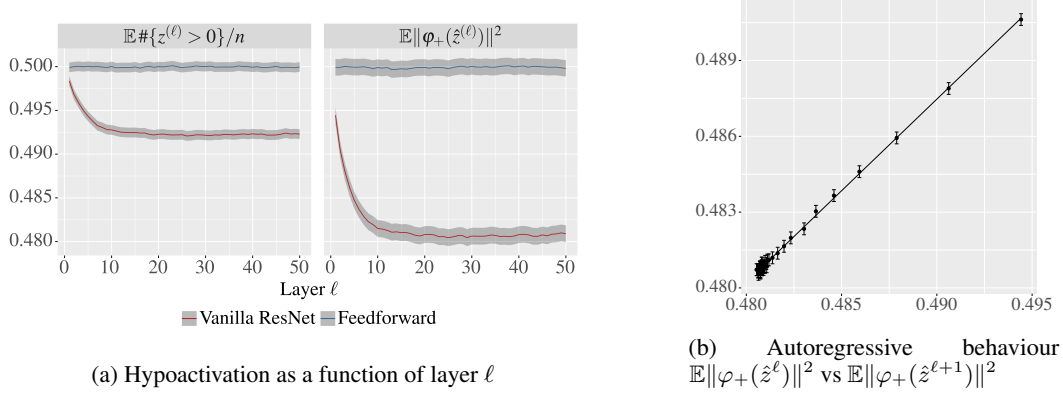 𝔼#{z^(ℓ) > 0}/n
𝔼‖φ₊(ẑ^(ℓ))‖²
0.500
0.495
0.490
0.485
0.480
0 10 20 30 40 50 0 10 20 30 40 50
Layer ℓ
Vanilla ResNet Feedforward
(a) Hypoactivation as a function of layer ℓ
0.489
0.486
0.483
0.480
0.480 0.485 0.490 0.495
(b) Autoregressive behaviour
𝔼‖φ₊(ẑ^ℓ)‖² vs 𝔼‖φ₊(ẑ^ℓ+1)‖²